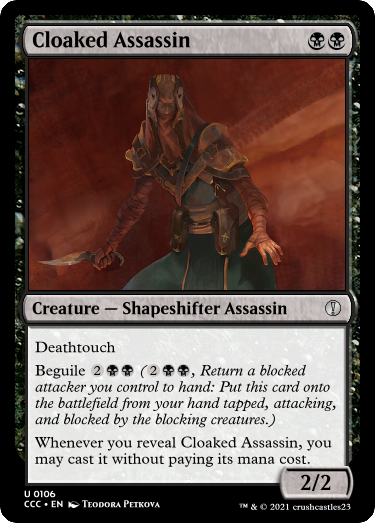 Cloaked Assassin
Creature — Shapeshifter Assassin
Deathtouch
Beguile 2 (2, Return a blocked
attacker you control to hand: Put this card onto
the battlefield from your hand tapped, attacking,
and blocked by the blocking creatures.)
Whenever you reveal Cloaked Assassin, you
may cast it without paying its mana cost.
2/2
U 0106
CCC • EN Teodora Petkova
™ & © 2021 crushcastles23